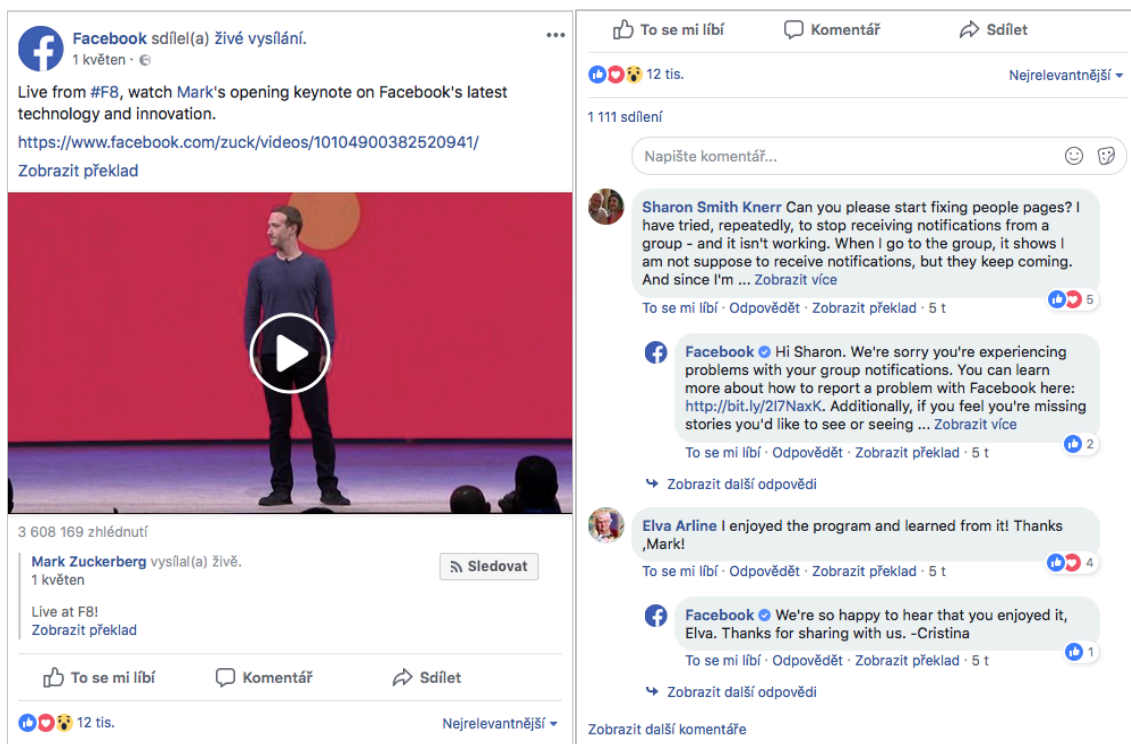 Facebook sdílel(a) živé vysílání.
1 květen ·
Live from #F8, watch Mark's opening keynote on Facebook's latest
technology and innovation.
https://www.facebook.com/zuck/videos/10104900382520941/
Zobrazit překlad
3 608 169 zhlédnutí
Mark Zuckerberg vysílal(a) živě.
1 květen
Sledovat
Live at F8!
Zobrazit překlad
To se mi líbí Komentář Sdílet
12 tis. Nejrelevantnější
To se mi líbí Komentář Sdílet
12 tis. Nejrelevantnější
1 111 sdílení
Napište komentář...
Sharon Smith Knerr Can you please start fixing people pages? I
have tried, repeatedly, to stop receiving notifications from a
group - and it isn't working. When I go to the group, it shows I
am not suppose to receive notifications, but they keep coming.
And since I'm ... Zobrazit více
5
To se mi líbí · Odpovědět · Zobrazit překlad · 5 t
Facebook Hi Sharon. We're sorry you're experiencing
problems with your group notifications. You can learn
more about how to report a problem with Facebook here:
http://bit.ly/2I7NaxK. Additionally, if you feel you're missing
stories you'd like to see or seeing ... Zobrazit více
2
To se mi líbí · Odpovědět · Zobrazit překlad · 5 t
Zobrazit další odpovědi
Elva Arline I enjoyed the program and learned from it! Thanks
,Mark!
4
To se mi líbí · Odpovědět · Zobrazit překlad · 5 t
Facebook We're so happy to hear that you enjoyed it,
Elva. Thanks for sharing with us. -Cristina
1
To se mi líbí · Odpovědět · Zobrazit překlad · 5 t
Zobrazit další odpovědi
Zobrazit další komentáře